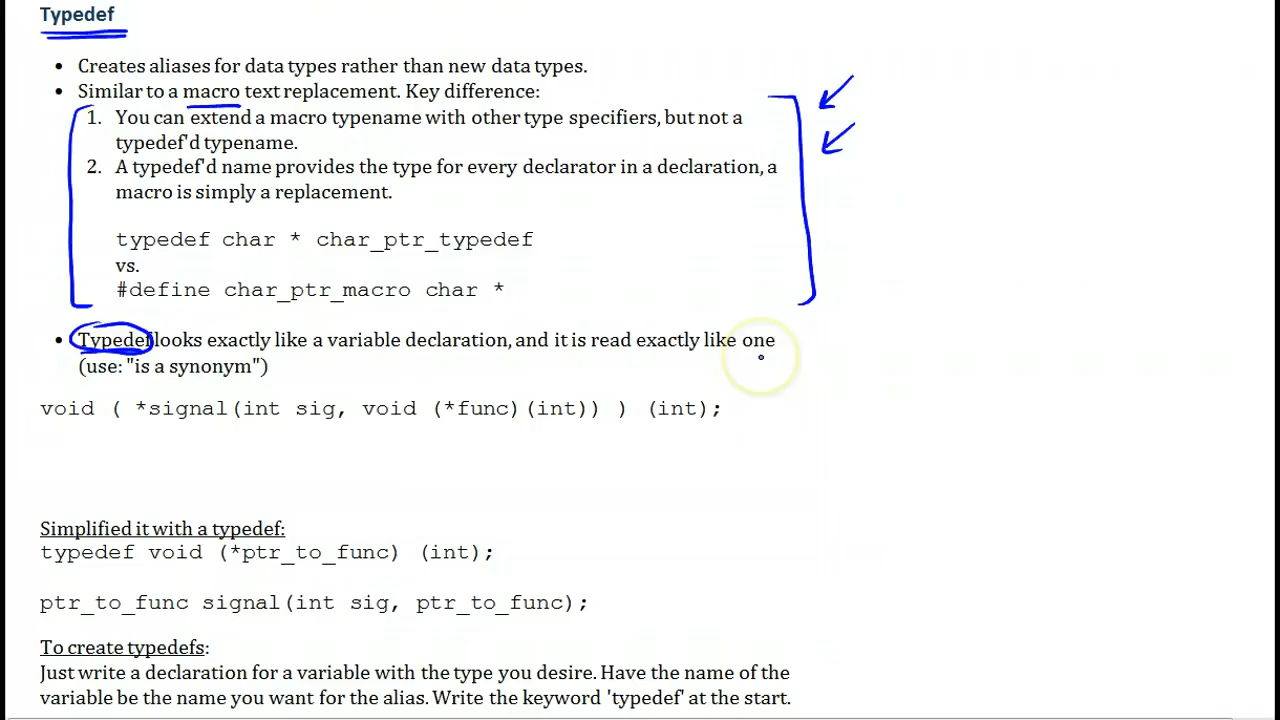 Typedef
• Creates aliases for data types rather than new data types.
• Similar to a macro text replacement. Key difference:
1. You can extend a macro typename with other type specifiers, but not a
typedef'd typename.
2. A typedef'd name provides the type for every declarator in a declaration, a
macro is simply a replacement.
typedef char * char_ptr_typedef
vs.
#define char_ptr_macro char *
• Typedef looks exactly like a variable declaration, and it is read exactly like one
(use: "is a synonym")
void ( *signal(int sig, void (*func)(int)) ) (int);
Simplified it with a typedef:
typedef void (*ptr_to_func) (int);
ptr_to_func signal(int sig, ptr_to_func);
To create typedefs:
Just write a declaration for a variable with the type you desire. Have the name of the
variable be the name you want for the alias. Write the keyword 'typedef' at the start.